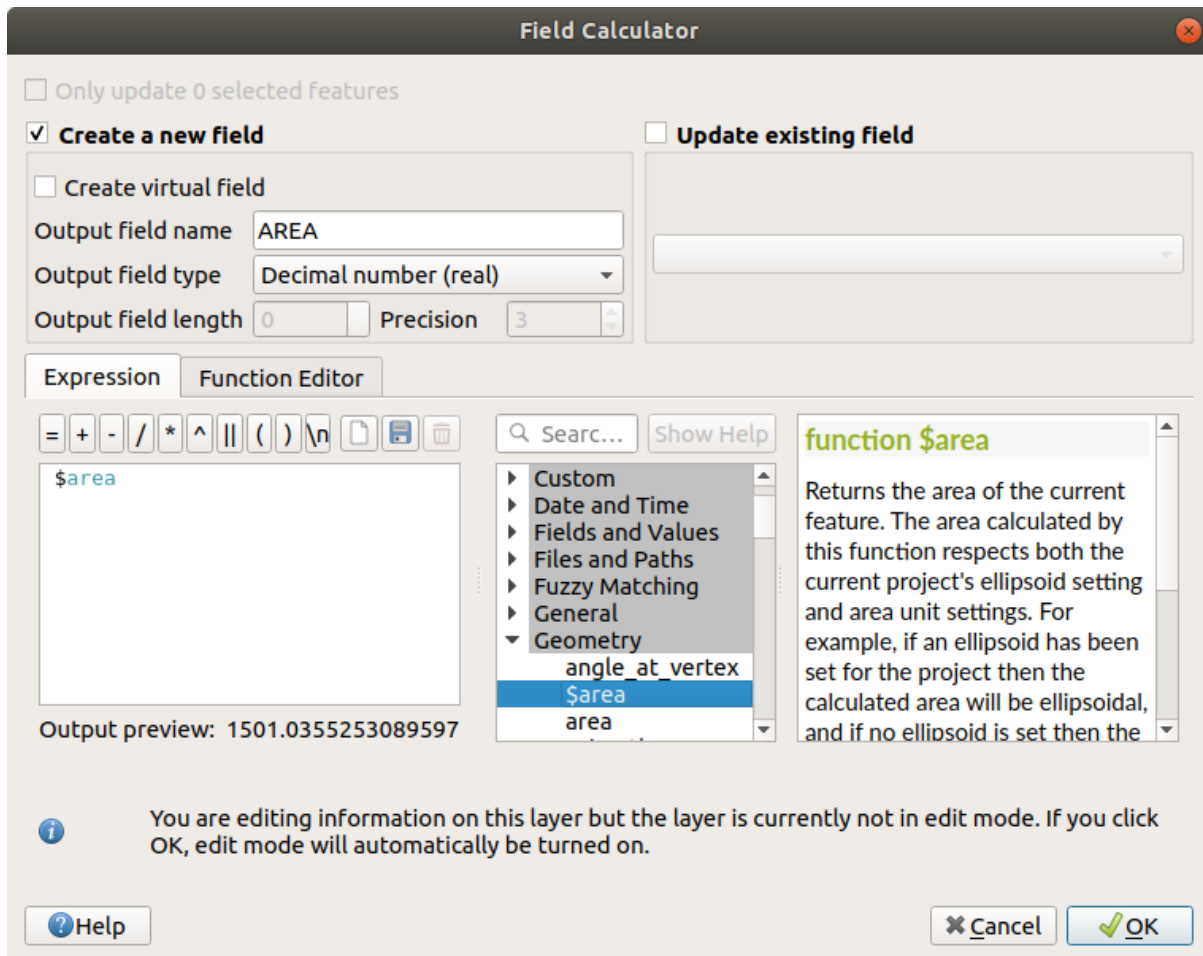 Field Calculator
Only update 0 selected features
Create a new field
Update existing field
Create virtual field
Output field name AREA
Output field type Decimal number (real)
Output field length 0 Precision 3
Expression Function Editor
= + - / * ^ || ( ) \n
Searc... Show Help
$area
Output preview: 1501.0355253089597
Custom
Date and Time
Fields and Values
Files and Paths
Fuzzy Matching
General
Geometry
angle_at_vertex
$area
area
function $area
Returns the area of the current
feature. The area calculated by
this function respects both the
current project's ellipsoid setting
and area unit settings. For
example, if an ellipsoid has been
set for the project then the
calculated area will be ellipsoidal,
and if no ellipsoid is set then the
You are editing information on this layer but the layer is currently not in edit mode. If you click
OK, edit mode will automatically be turned on.
Help Cancel OK